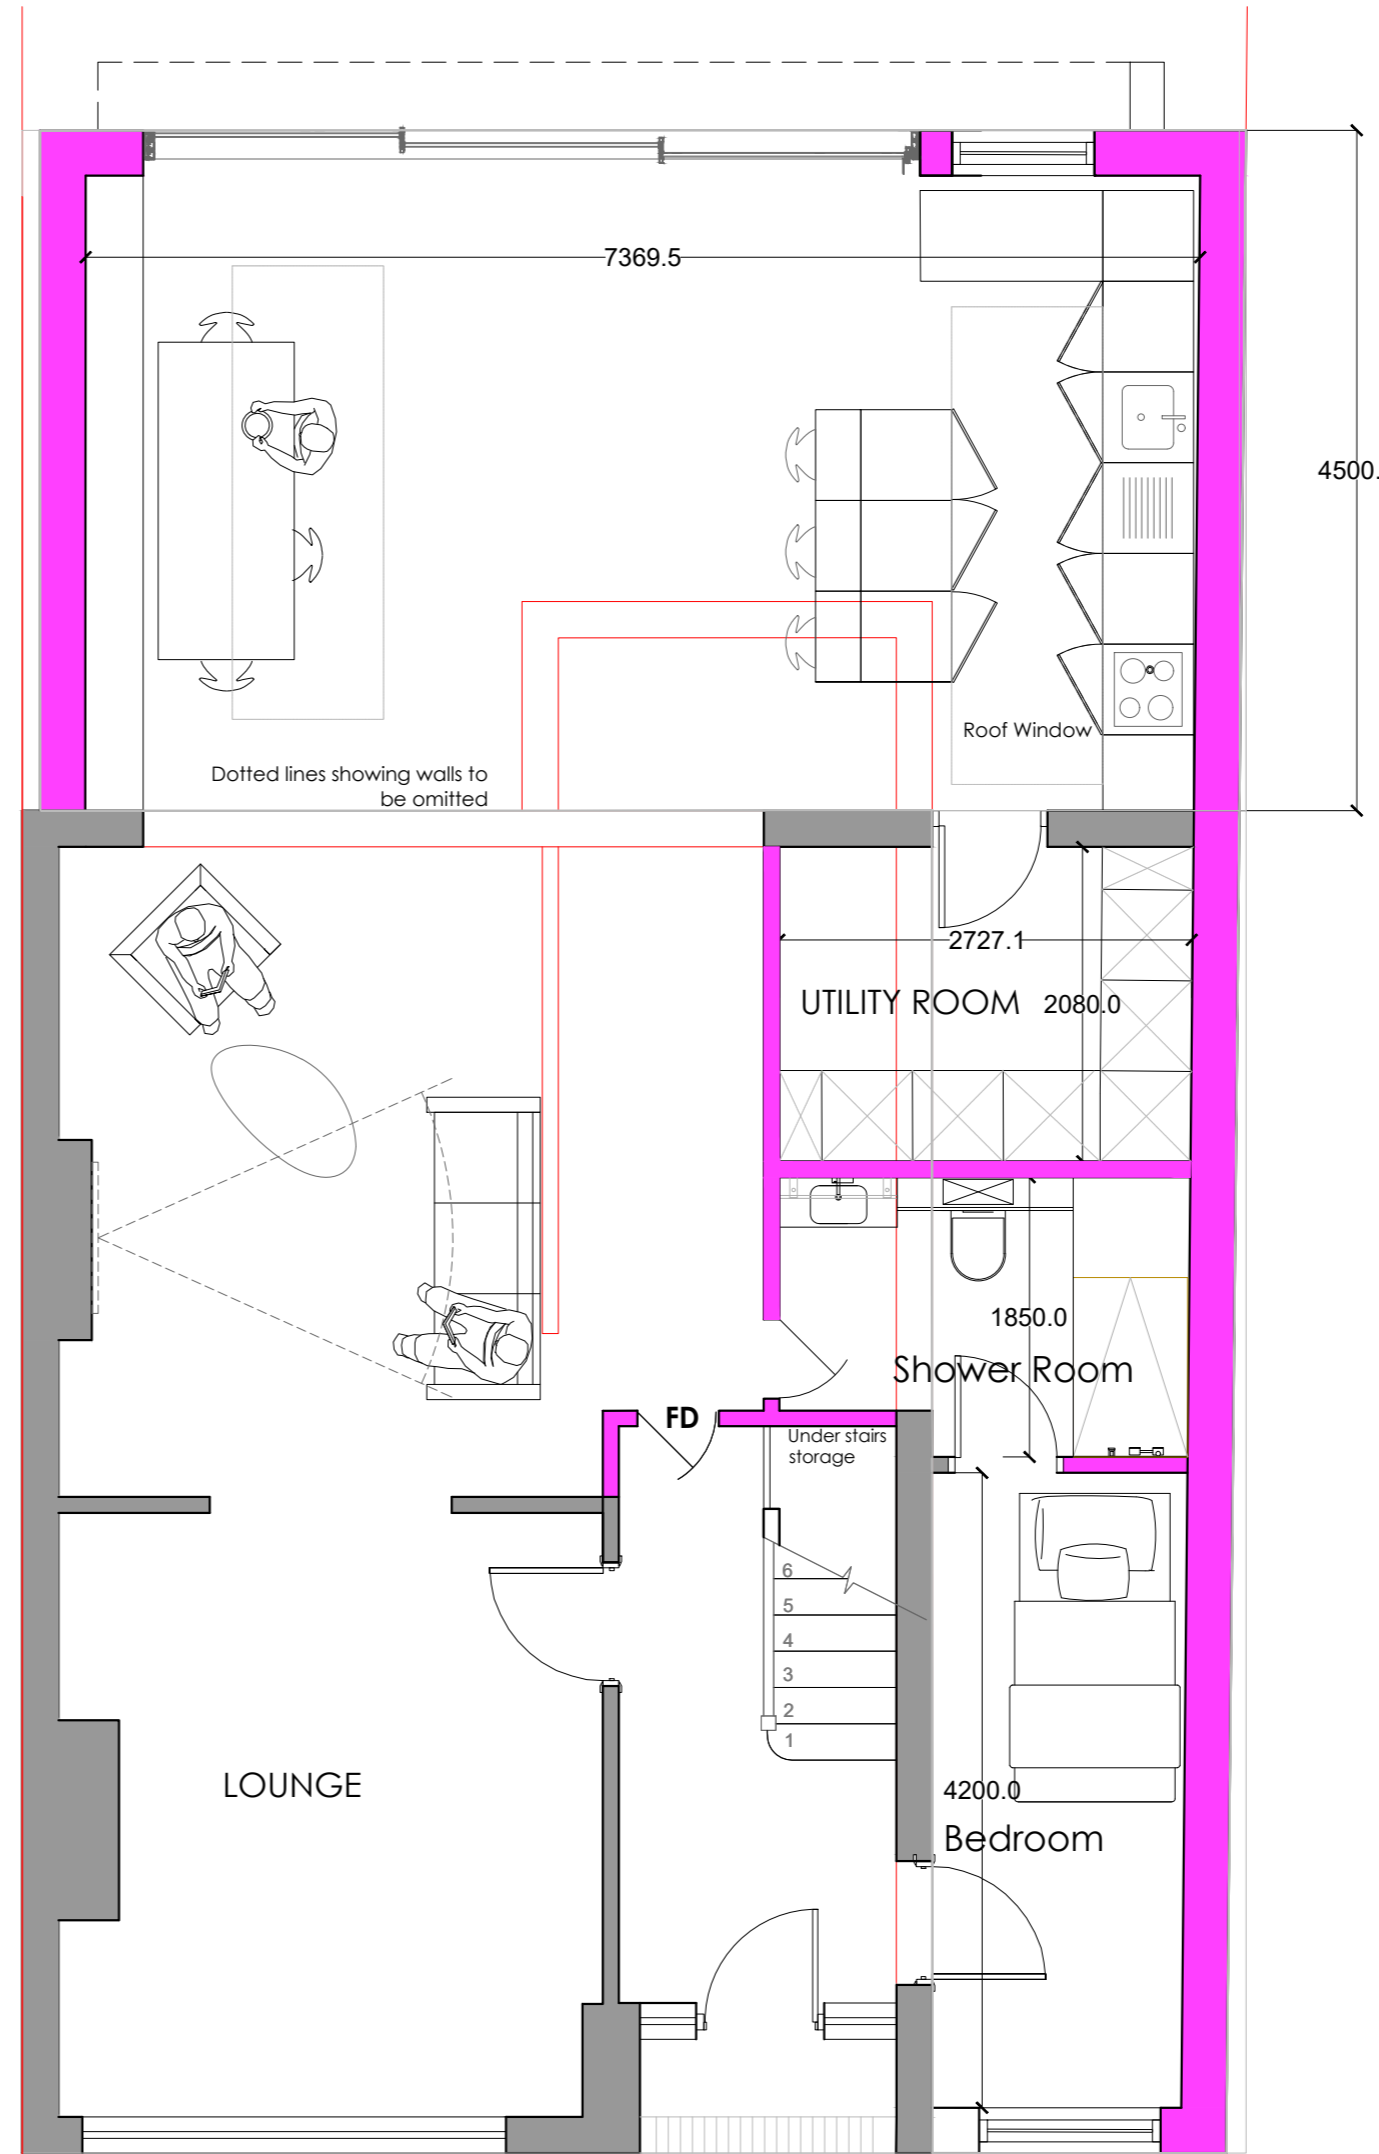 7369.5
4500.
Roof Window
Dotted lines showing walls to
be omitted
2727.1
UTILITY ROOM
2080.0
1850.0
Shower Room
FD
Under stairs
storage
6
5
4
3
2
1
LOUNGE
4200.0
Bedroom